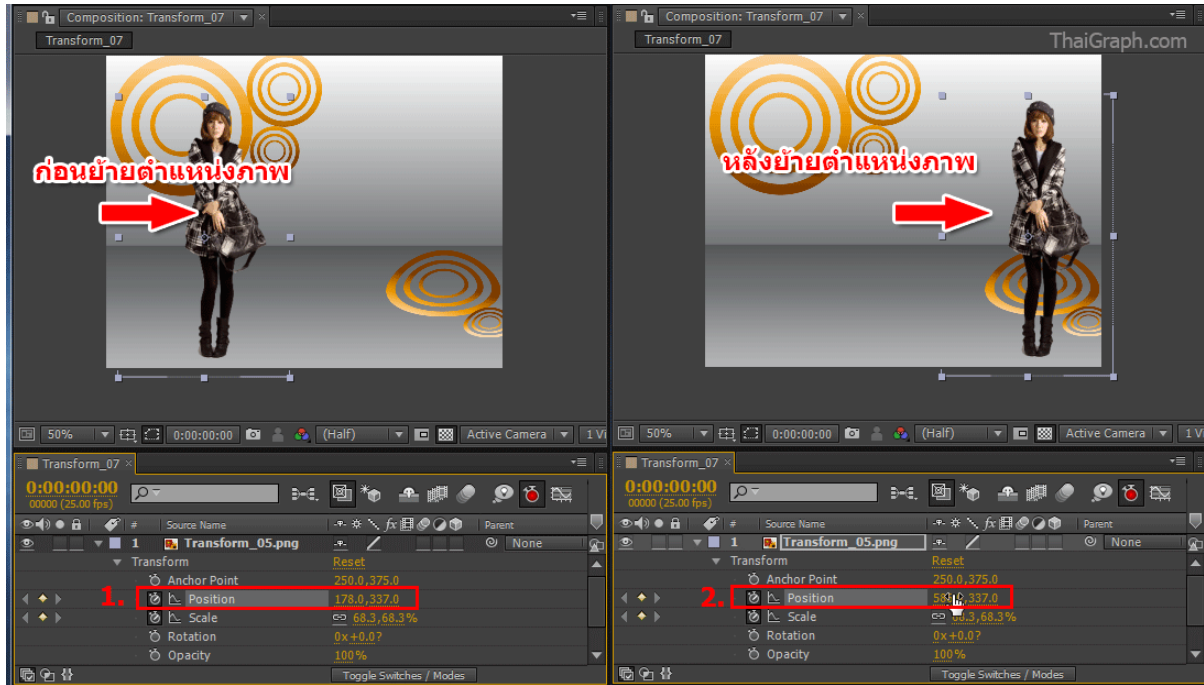 Composition: Transform_07
Transform_07
ก่อนย้ายตำแหน่งภาพ
50%
0:00:00:00
(Half)
Active Camera
1 Vi
Transform_07
0:00:00:00
00000 (25.00 fps)
# Source Name
Parent
1 Transform_05.png
None
Transform
Reset
Anchor Point 250.0,375.0
1. Position 178.0,337.0
Scale 68.3,68.3%
Rotation 0x+0.0?
Opacity 100%
Toggle Switches / Modes
Composition: Transform_07
Transform_07
ThaiGraph.com
หลังย้ายตำแหน่งภาพ
50%
0:00:00:00
(Half)
Active Camera
1 V
Transform_07
0:00:00:00
00000 (25.00 fps)
# Source Name
Parent
1 Transform_05.png
None
Transform
Reset
Anchor Point 250.0,375.0
2. Position ,337.0
Scale 68.3,68.3%
Rotation 0x+0.0?
Opacity 100%
Toggle Switches / Modes